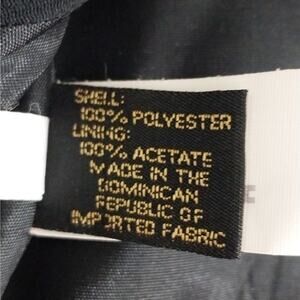 SHELL:
100% POLYESTER
LINING:
100% ACETATE
MADE IN THE
DOMINICAN
REPUBLIC OF
IMPORTED FABRIC